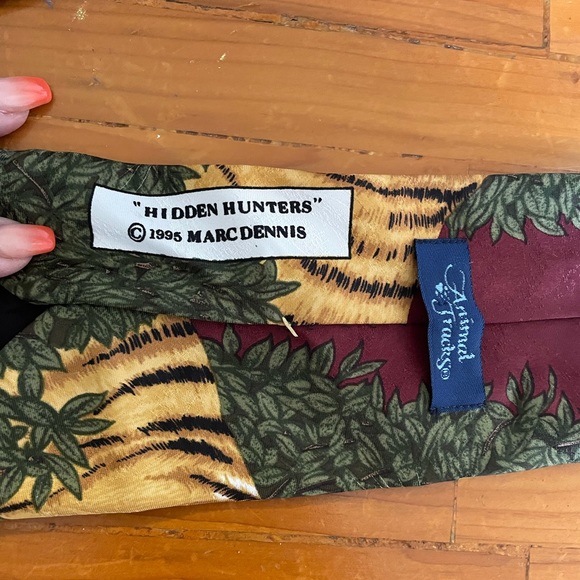 "HIDDEN HUNTERS"
© 1995 MARC DENNIS
Animal
Tracks©